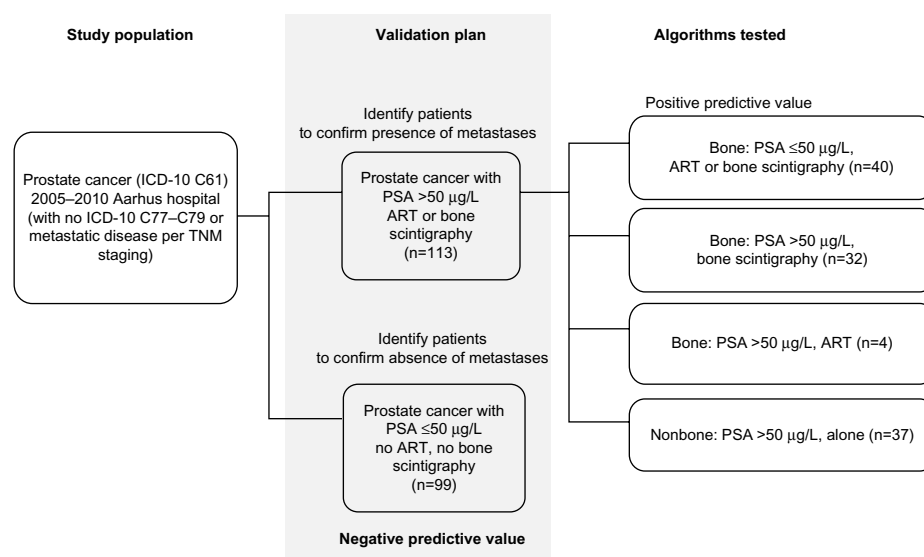 Study population
Validation plan
Algorithms tested
Prostate cancer (ICD-10 C61)
2005–2010 Aarhus hospital
(with no ICD-10 C77–C79 or
metastatic disease per TNM
staging)
Identify patients
to confirm presence of metastases
Prostate cancer with
PSA >50 µg/L
ART or bone
scintigraphy
(n=113)
Identify patients
to confirm absence of metastases
Prostate cancer with
PSA ≤50 µg/L
no ART, no bone
scintigraphy
(n=99)
Negative predictive value
Positive predictive value
Bone: PSA ≤50 µg/L,
ART or bone scintigraphy (n=40)
Bone: PSA >50 µg/L,
bone scintigraphy (n=32)
Bone: PSA >50 µg/L, ART (n=4)
Nonbone: PSA >50 µg/L, alone (n=37)